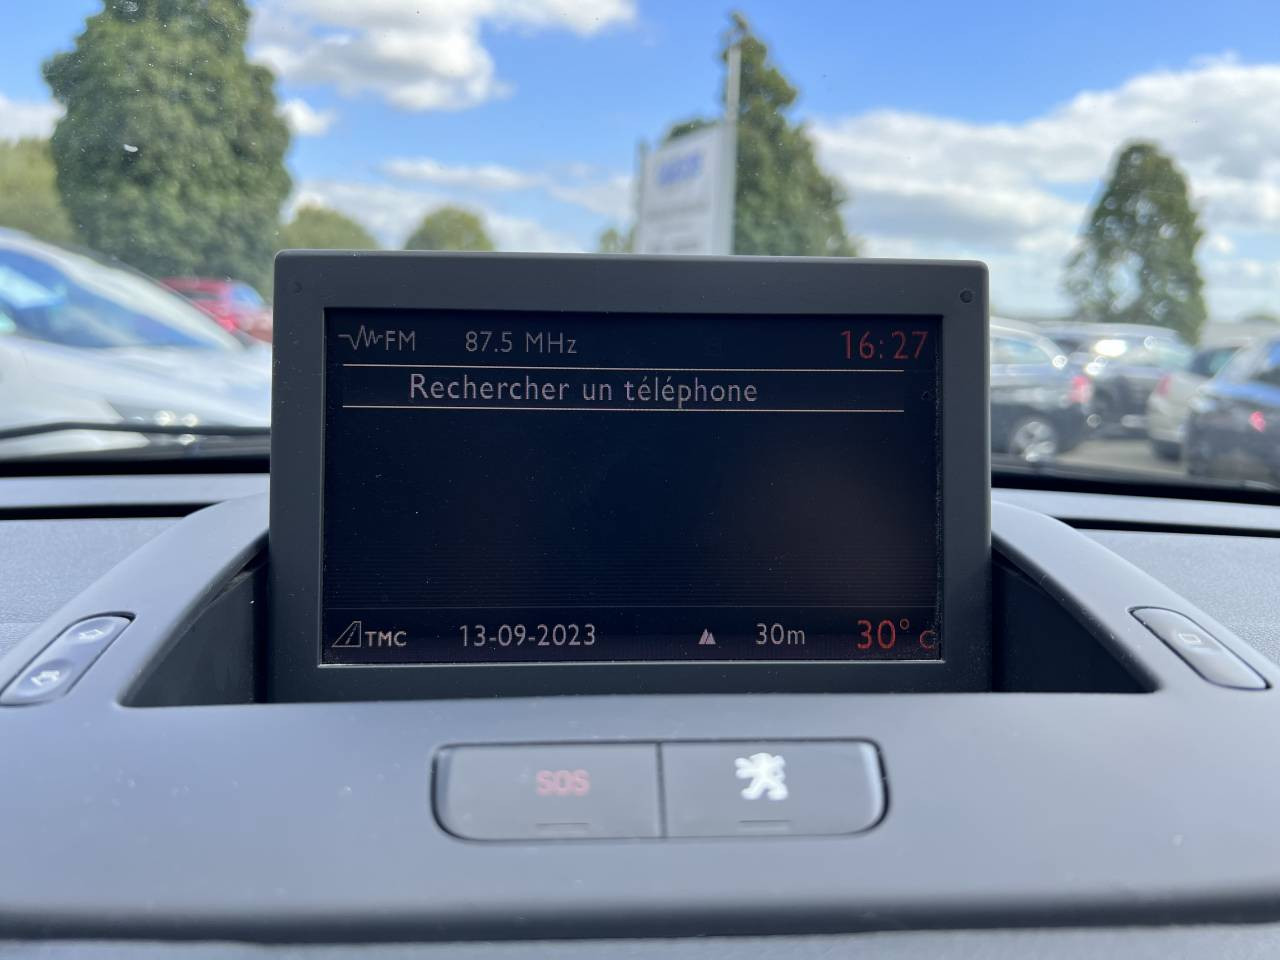 FM 87.5 MHz 16:27
Rechercher un téléphone
TMC 13-09-2023 30m 30°C
SOS